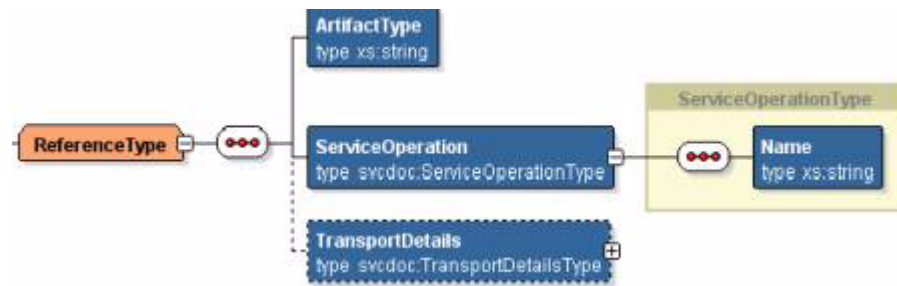 ArtifactType
type xs:string
ServiceOperationType
ReferenceType
ServiceOperation
type svcdoc:ServiceOperationType
Name
type xs:string
TransportDetails
type svcdoc:TransportDetailsType